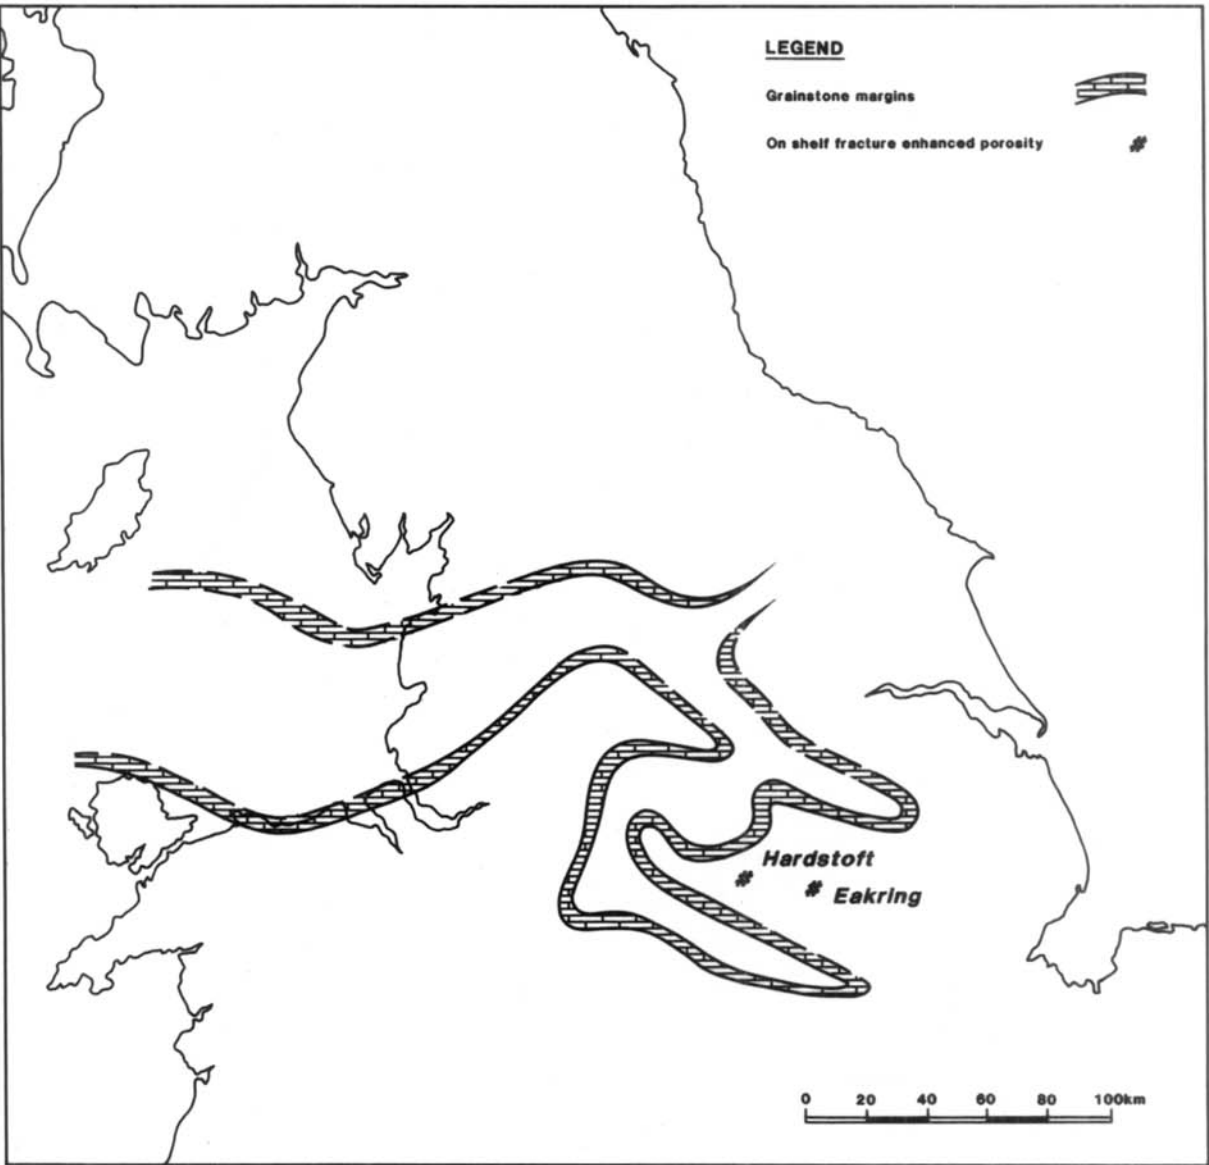 LEGEND
Grainstone margins
On shelf fracture enhanced porosity #
Hardstoft
#
# Eakring
0 20 40 60 80 100km